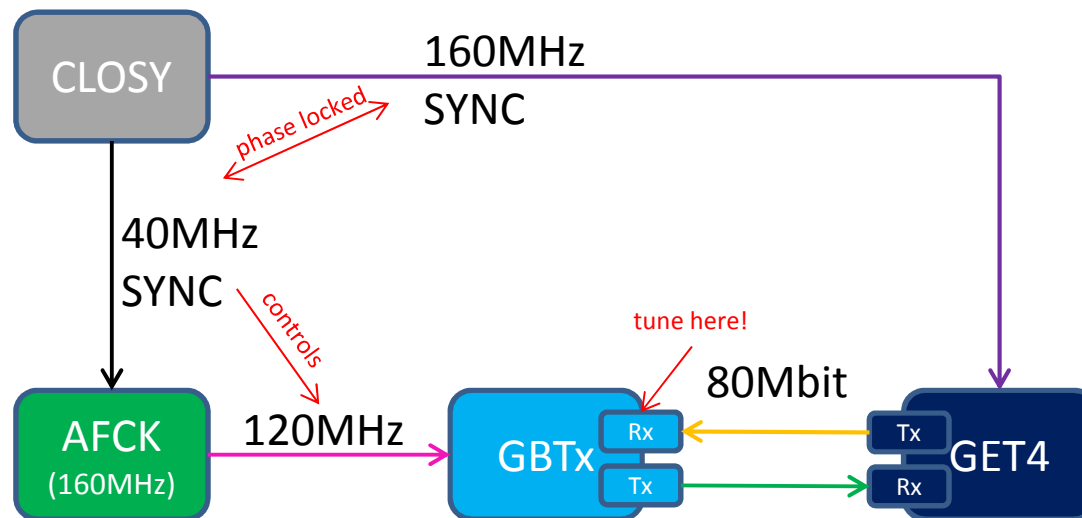 CLOSY
160MHz
SYNC
phase locked
40MHz
SYNC
controls
tune here!
80Mbit
AFCK
(160MHz)
120MHz
GBTx
Rx
Tx
Tx
Rx
GET4